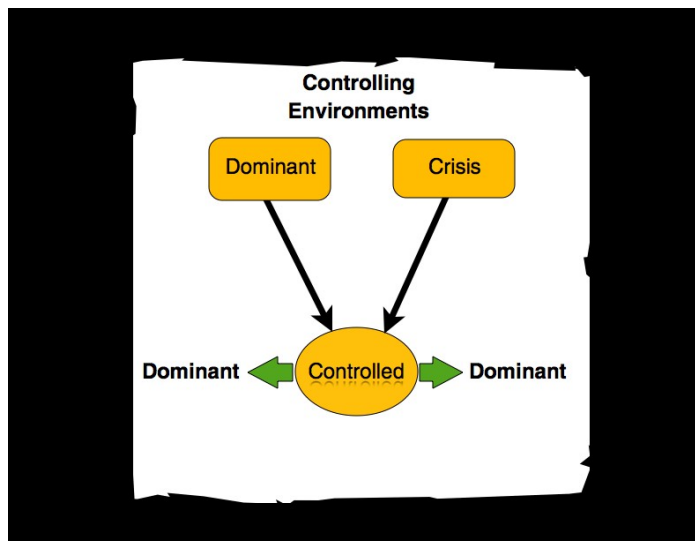 Controlling
Environments
Dominant
Crisis
Controlled
Dominant
Dominant